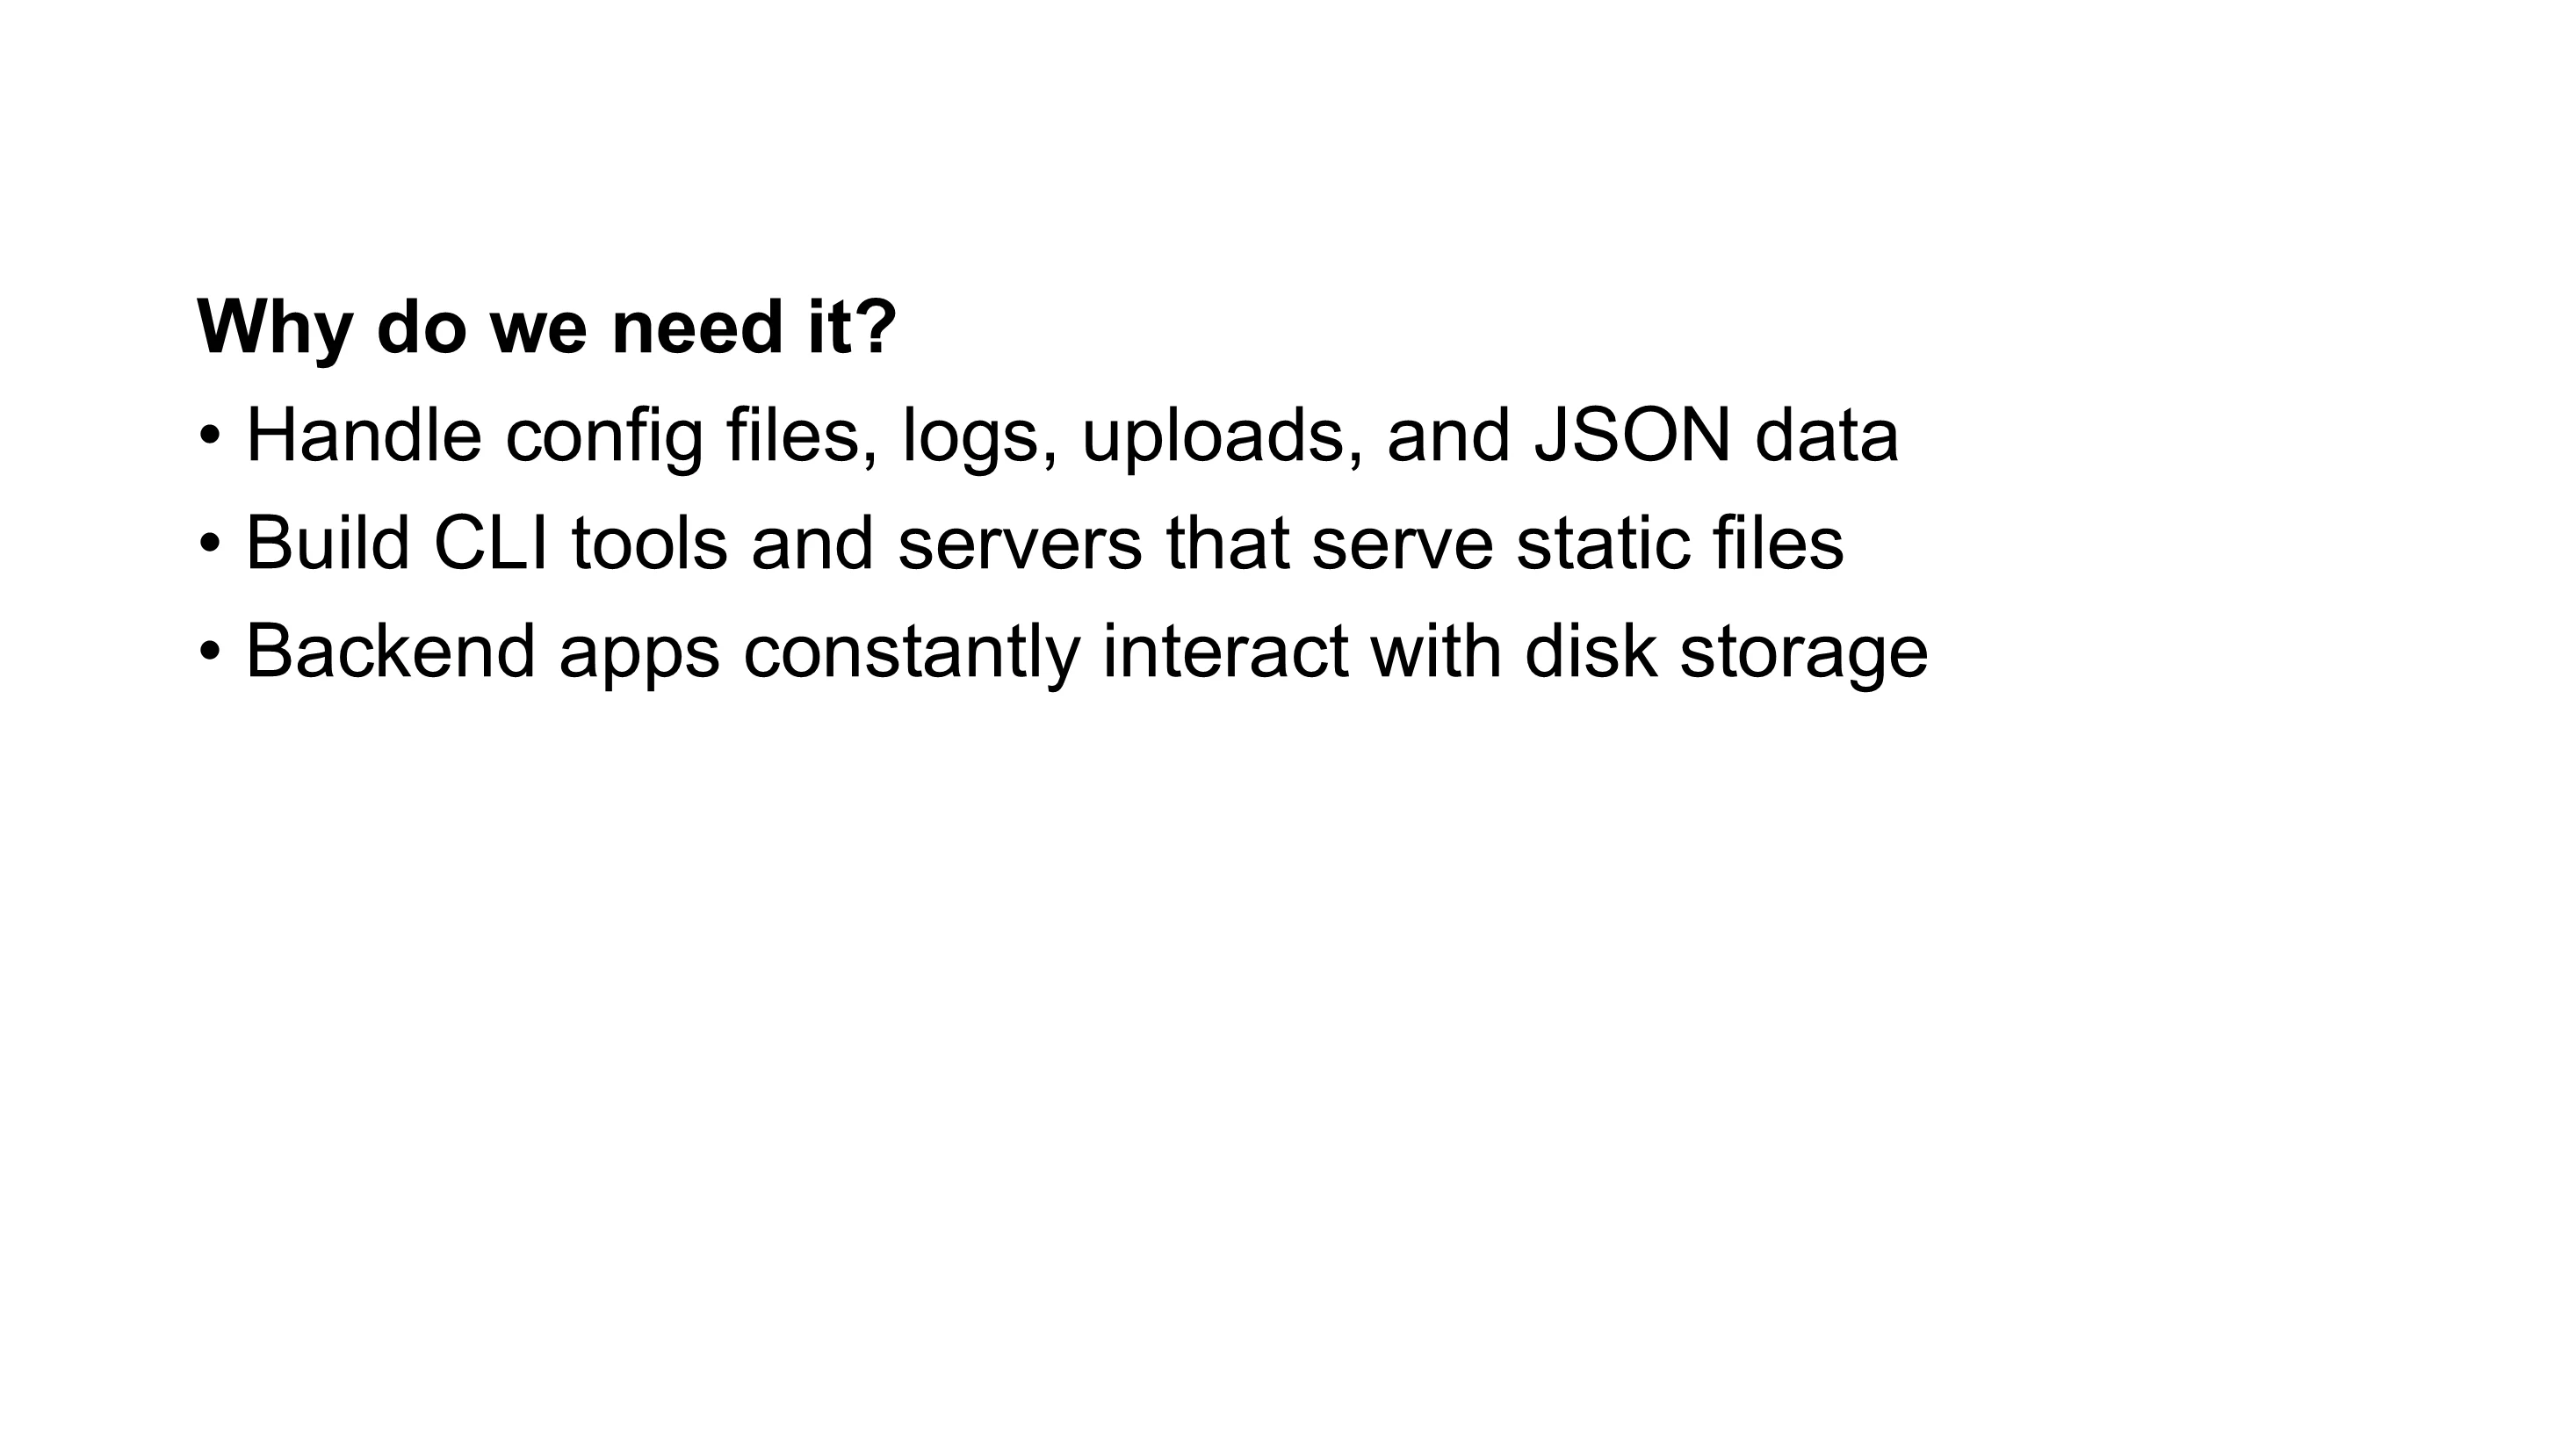 Why do we need it?
• Handle config files, logs, uploads, and JSON data
• Build CLI tools and servers that serve static files
• Backend apps constantly interact with disk storage